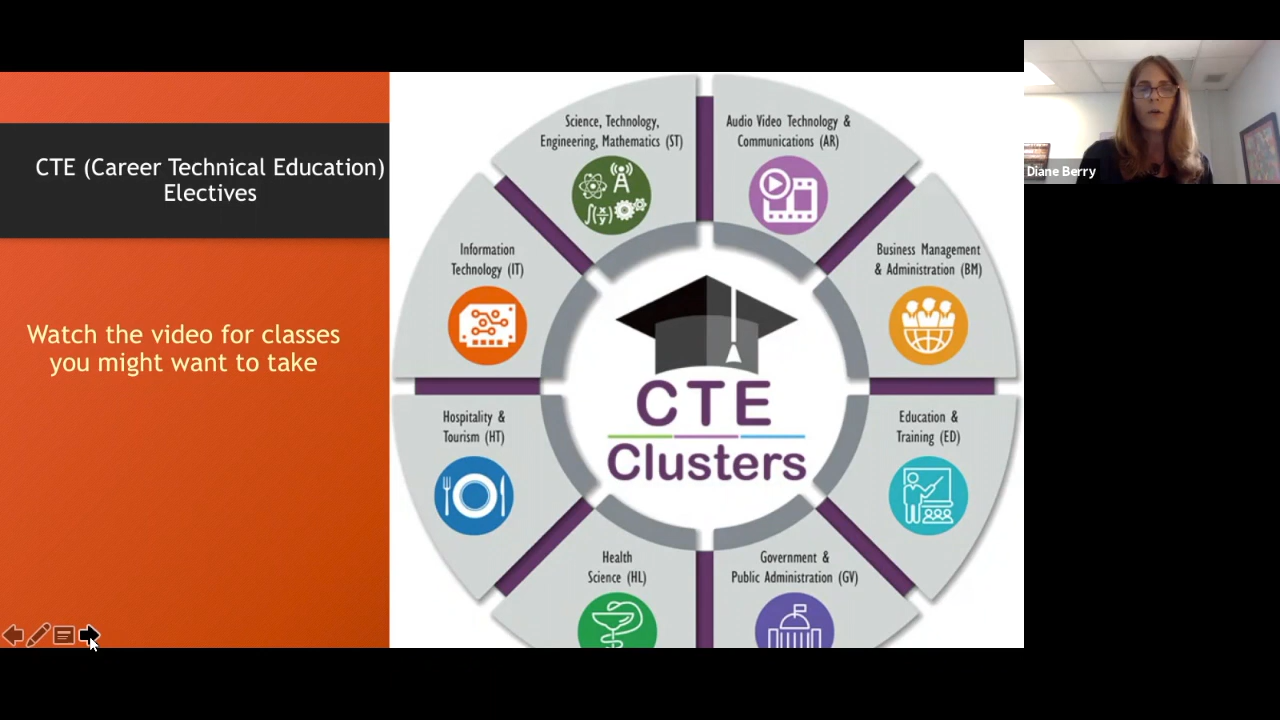 CTE (Career Technical Education)
Electives
Watch the video for classes
you might want to take
Science, Technology,
Engineering, Mathematics (ST)
Audio Video Technology &
Communications (AR)
Information
Technology (IT)
Business Management
& Administration (BM)
CTE
Clusters
Hospitality &
Tourism (HT)
Education &
Training (ED)
Health
Science (HL)
Government &
Public Administration (GV)
Diane Berry